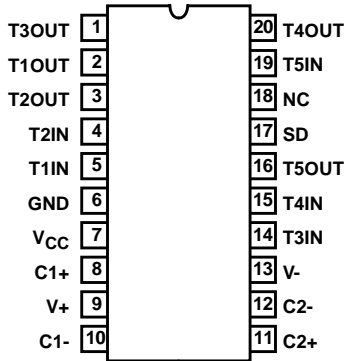 T3OUT 1 20 T4OUT
T1OUT 2 19 T5IN
T2OUT 3 18 NC
T2IN 4 17 SD
T1IN 5 16 T5OUT
GND 6 15 T4IN
VCC 7 14 T3IN
C1+ 8 13 V-
V+ 9 12 C2-
C1- 10 11 C2+